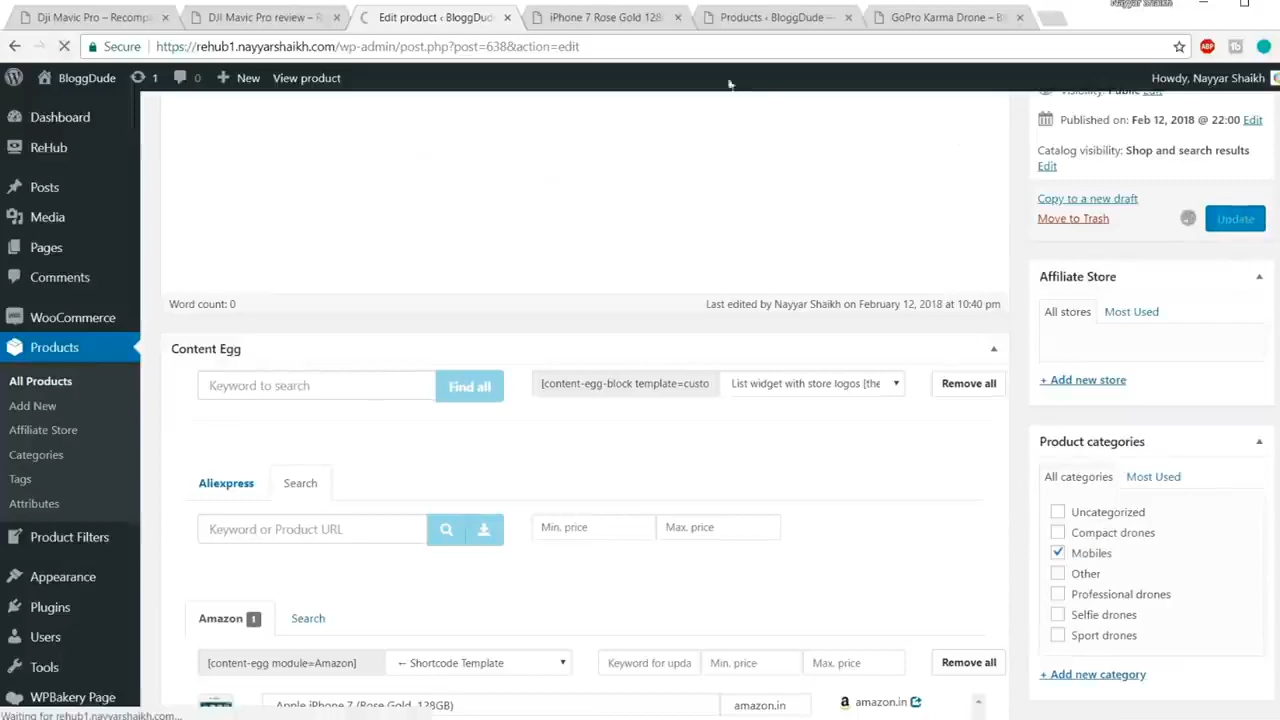 Nayyar Shaikh
Dji Mavic Pro – Recomp
DJI Mavic Pro review – R
Edit product ‹ BloggDud
iPhone 7 Rose Gold 128
Products ‹ BloggDude —
GoPro Karma Drone – B
Secure
https://rehub1.nayyarshaikh.com/wp-admin/post.php?post=638&action=edit
ABP
BloggDude
1
0
New
View product
Howdy, Nayyar Shaikh
Dashboard
ReHub
Posts
Media
Pages
Comments
WooCommerce
Products
All Products
Add New
Affiliate Store
Categories
Tags
Attributes
Product Filters
Appearance
Plugins
Users
Tools
WPBakery Page
Waiting for rehub1.nayyarshaikh.com...
Word count: 0
Last edited by Nayyar Shaikh on February 12, 2018 at 10:40 pm
Content Egg
Keyword to search
Find all
[content-egg-block template=custo
List widget with store logos [the
Remove all
Aliexpress
Search
Keyword or Product URL
Min. price
Max. price
Amazon 1
Search
[content-egg module=Amazon]
← Shortcode Template
Keyword for upda
Min. price
Max. price
Remove all
Apple iPhone 7 (Rose Gold, 128GB)
amazon.in
a amazon.in
Visibility: Public Edit
Published on: Feb 12, 2018 @ 22:00 Edit
Catalog visibility: Shop and search results
Edit
Copy to a new draft
Move to Trash
Update
Affiliate Store
All stores
Most Used
+ Add new store
Product categories
All categories
Most Used
Uncategorized
Compact drones
Mobiles
Other
Professional drones
Selfie drones
Sport drones
+ Add new category